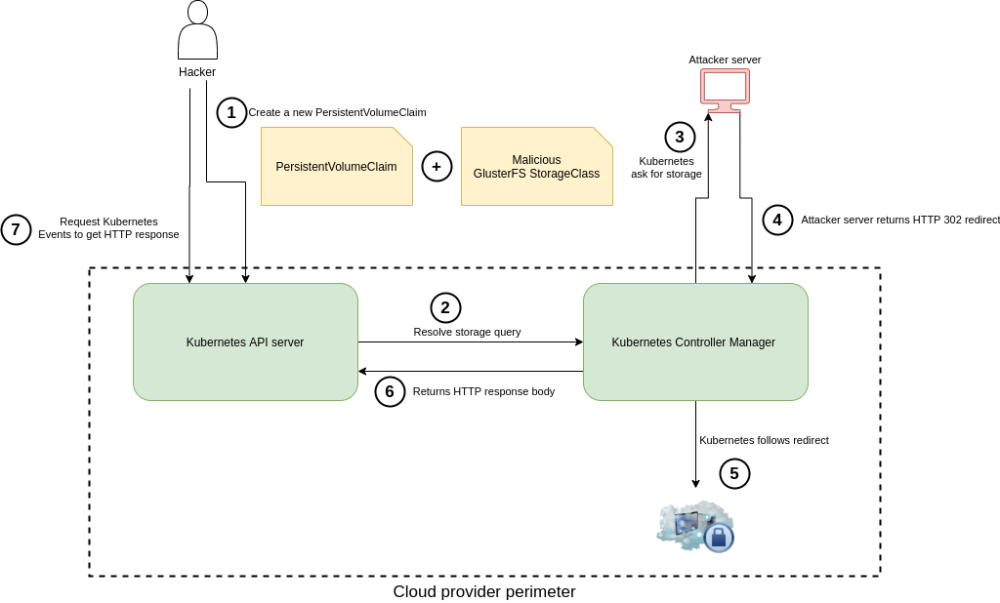 Hacker
Attacker server
1
Create a new PersistentVolumeClaim
PersistentVolumeClaim
+
Malicious
GlusterFS StorageClass
3
Kubernetes
ask for storage
4
Attacker server returns HTTP 302 redirect
7
Request Kubernetes
Events to get HTTP response
Kubernetes API server
2
Resolve storage query
Kubernetes Controller Manager
6
Returns HTTP response body
Kubernetes follows redirect
5
Cloud provider perimeter